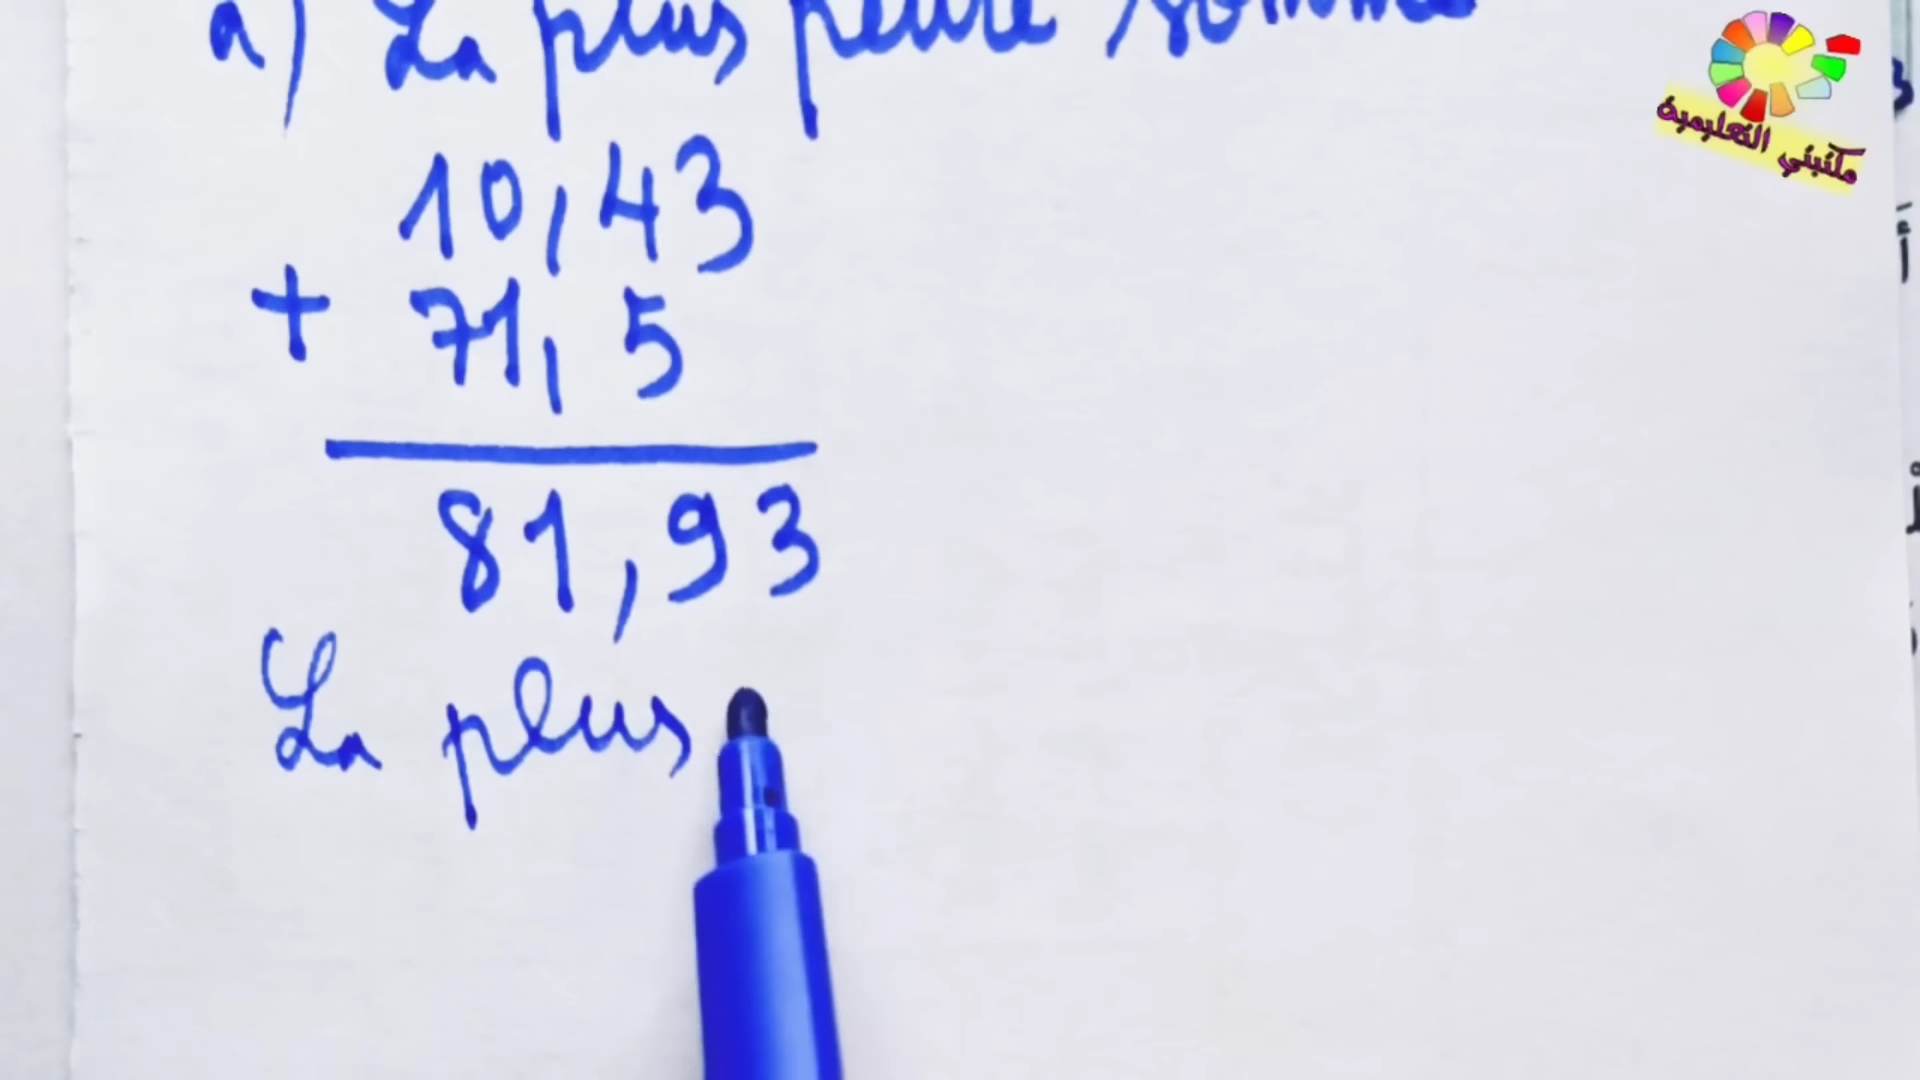 a) La plus petite somme
10,43
+ 71,5
81,93
La plus
مكتبتي التعليمية